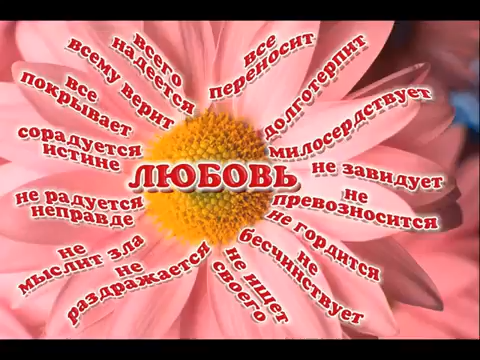 ЛЮБОВЬ
долготерпит
милосердствует
не завидует
не
превозносится
не гордится
не
бесчинствует
не ищет
своего
не
раздражается
не
мыслит зла
не радуется
неправде
сорадуется
истине
все
покрывает
всему верит
всего
надеется
все
переносит